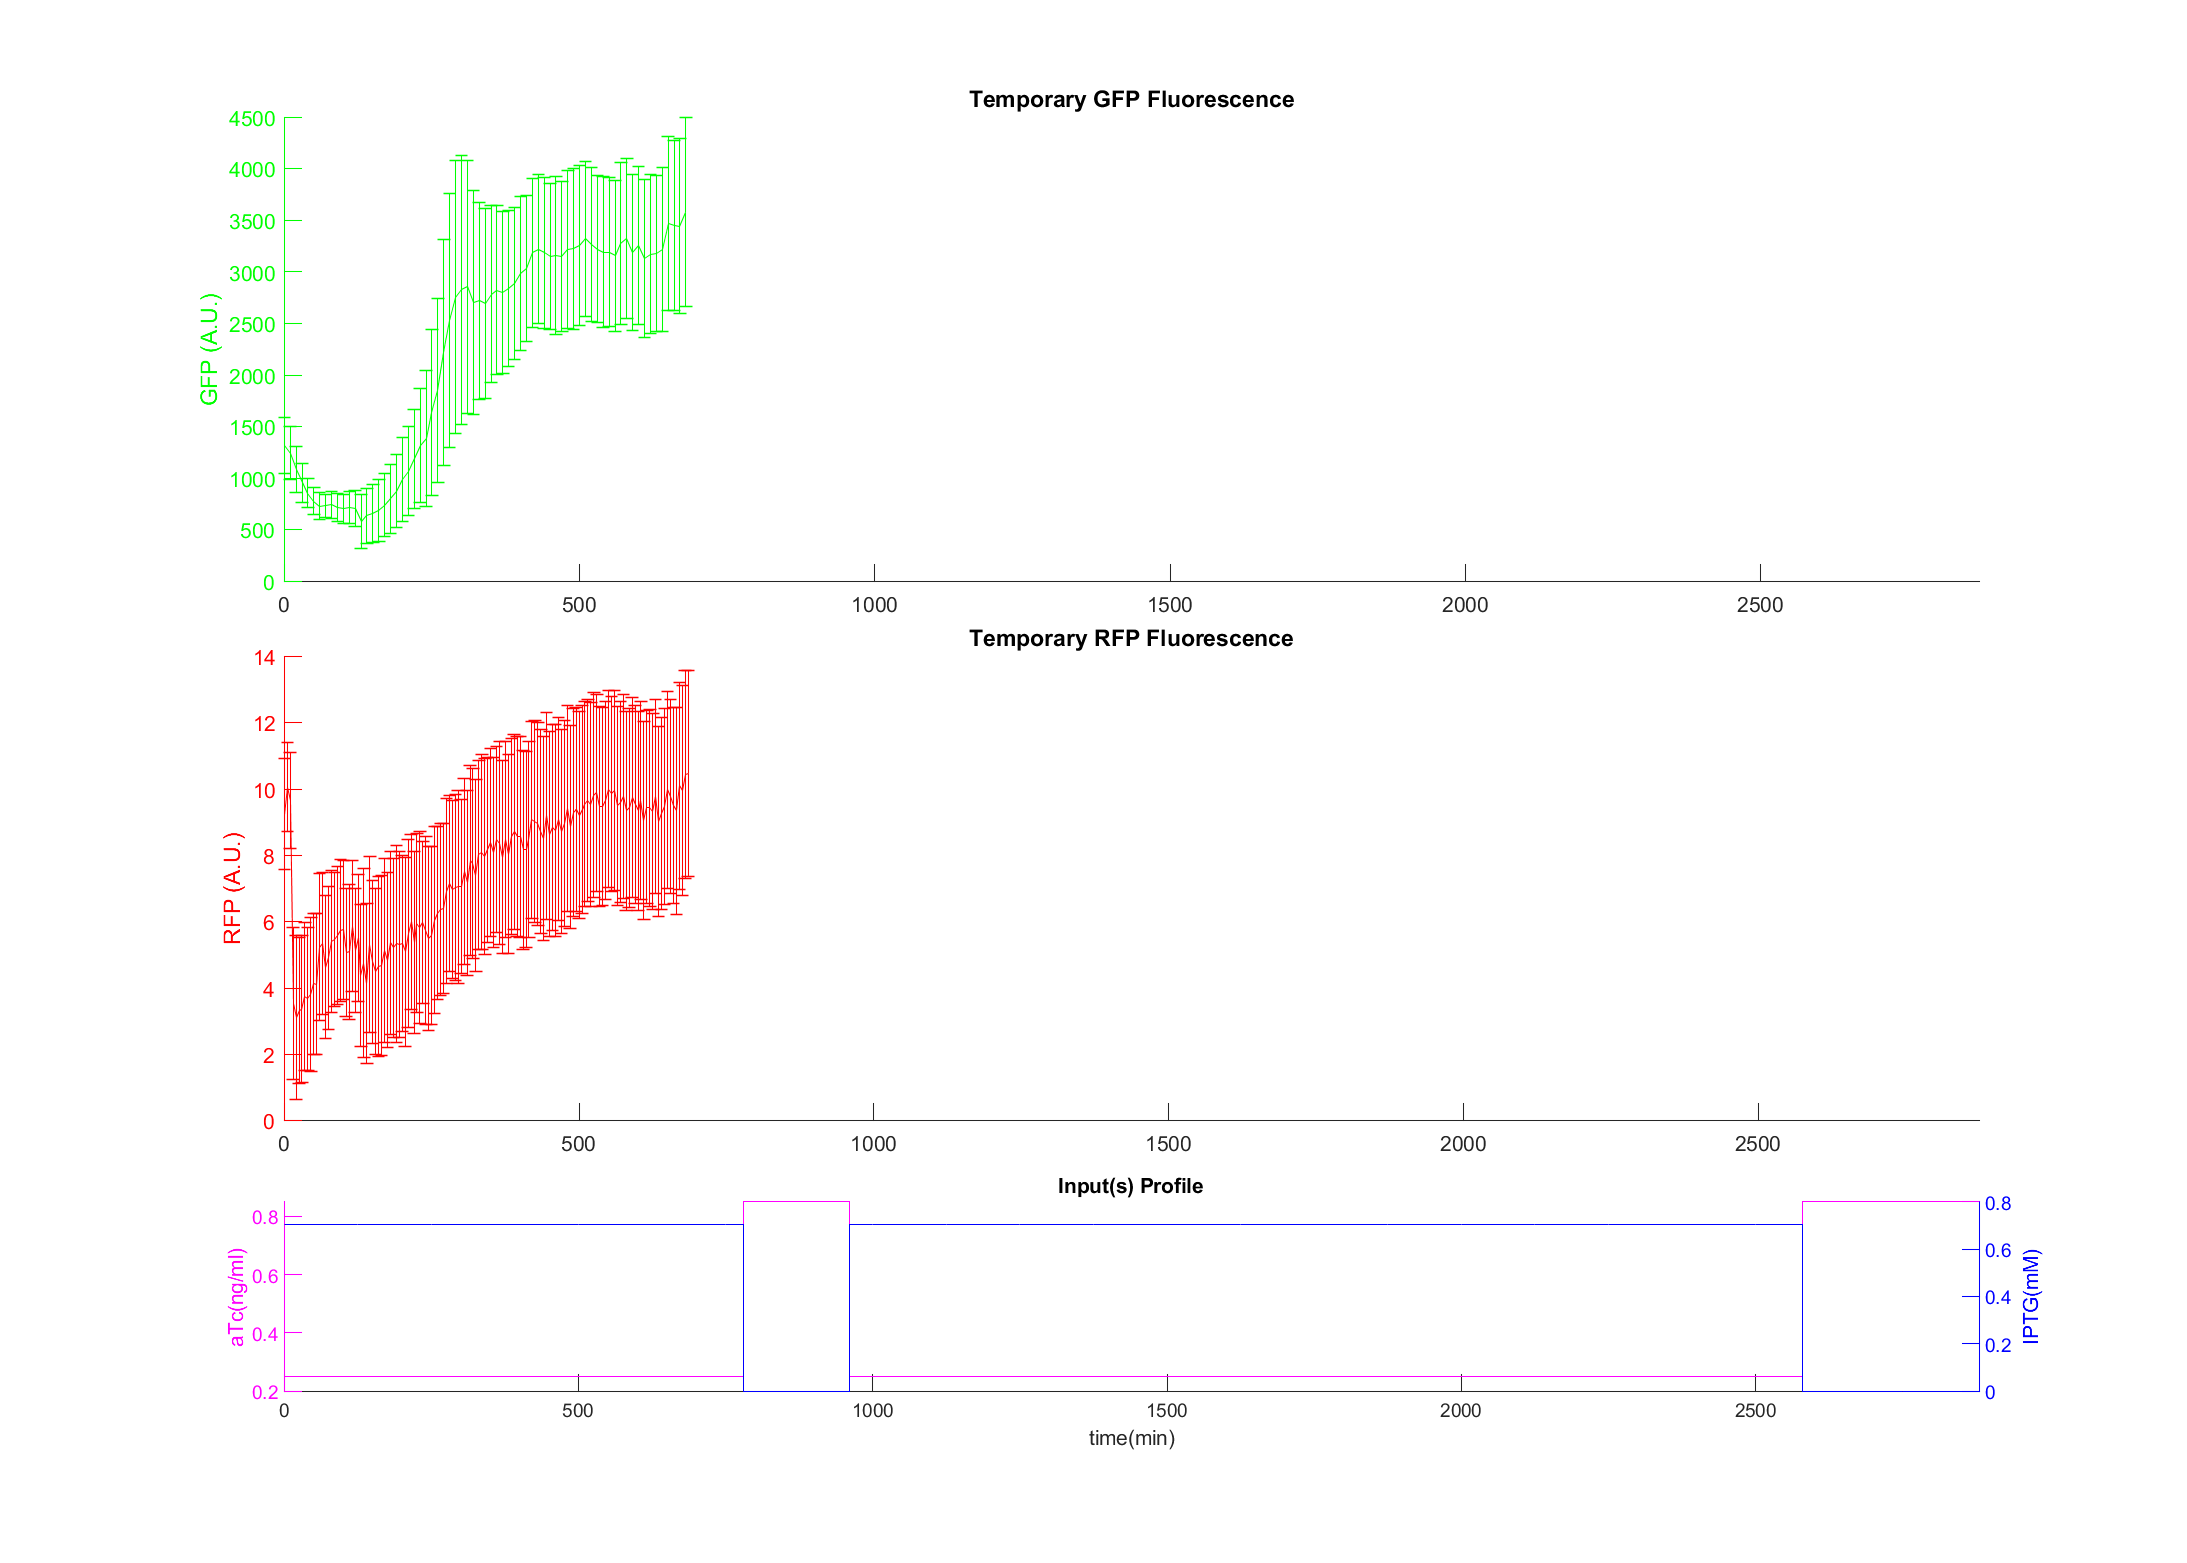 Temporary GFP Fluorescence
4500
4000
3500
3000
2500
2000
1500
1000
500
0
GFP (A.U.)
0 500 1000 1500 2000 2500
Temporary RFP Fluorescence
14
12
10
8
6
4
2
0
RFP (A.U.)
0 500 1000 1500 2000 2500
Input(s) Profile
0.8
0.6
0.4
0.2
aTc(ng/ml)
0.8
0.6
0.4
0.2
0
IPTG(mM)
0 500 1000 1500 2000 2500
time(min)